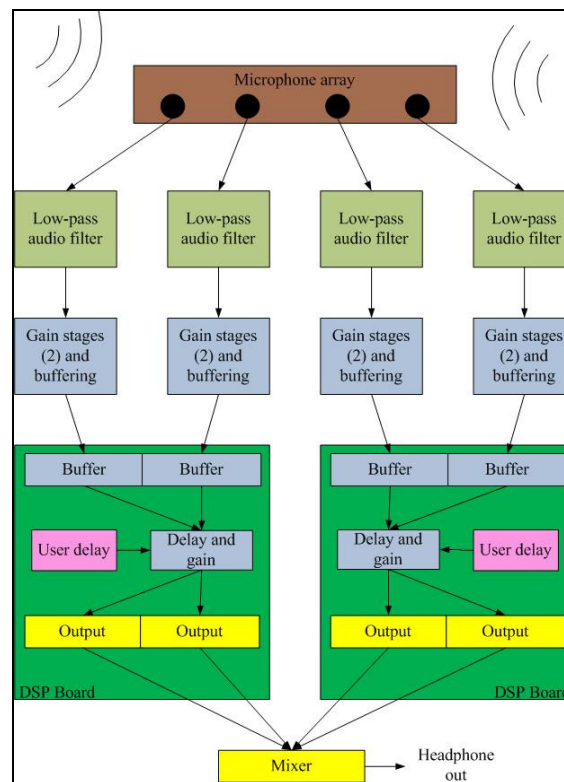 Microphone array
Low-pass
audio filter
Low-pass
audio filter
Low-pass
audio filter
Low-pass
audio filter
Gain stages
(2) and
buffering
Gain stages
(2) and
buffering
Gain stages
(2) and
buffering
Gain stages
(2) and
buffering
Buffer
Buffer
Buffer
Buffer
User delay
Delay and
gain
Delay and
gain
User delay
Output
Output
Output
Output
DSP Board
DSP Board
Mixer
Headphone
out